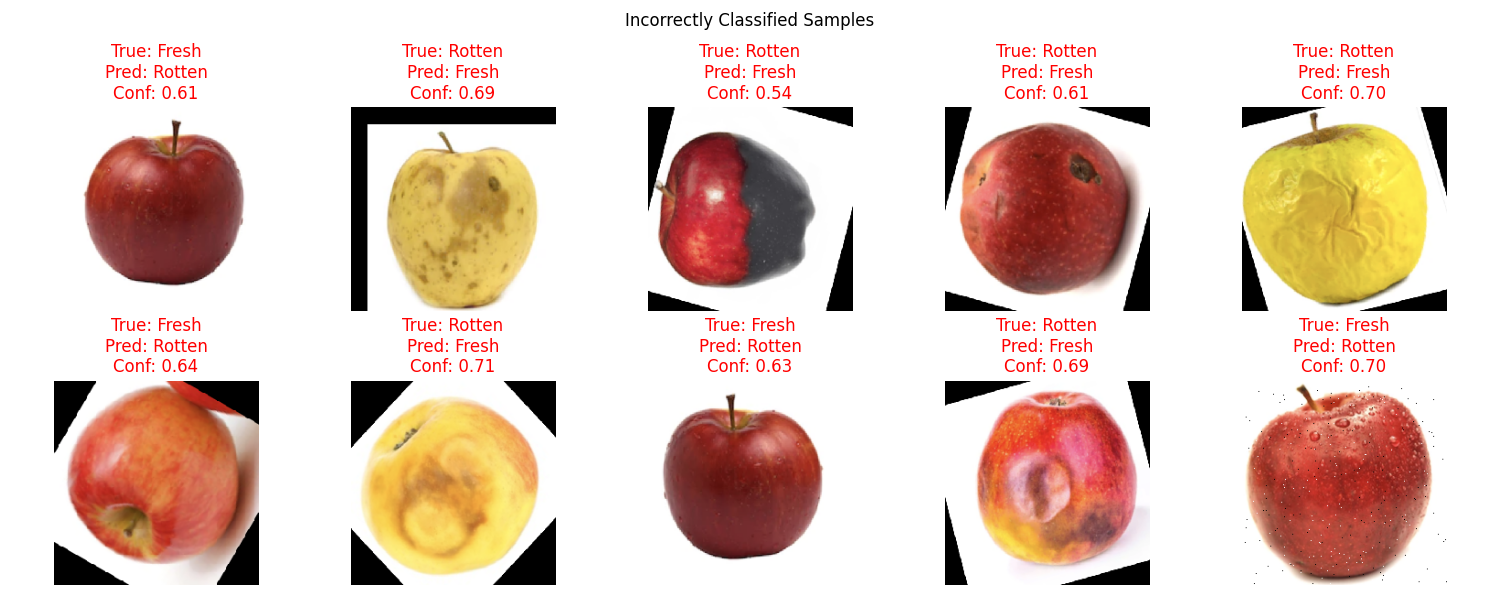 Incorrectly Classified Samples
True: Fresh
Pred: Rotten
Conf: 0.61
True: Rotten
Pred: Fresh
Conf: 0.69
True: Rotten
Pred: Fresh
Conf: 0.54
True: Rotten
Pred: Fresh
Conf: 0.61
True: Rotten
Pred: Fresh
Conf: 0.70
True: Fresh
Pred: Rotten
Conf: 0.64
True: Rotten
Pred: Fresh
Conf: 0.71
True: Fresh
Pred: Rotten
Conf: 0.63
True: Rotten
Pred: Fresh
Conf: 0.69
True: Fresh
Pred: Rotten
Conf: 0.70